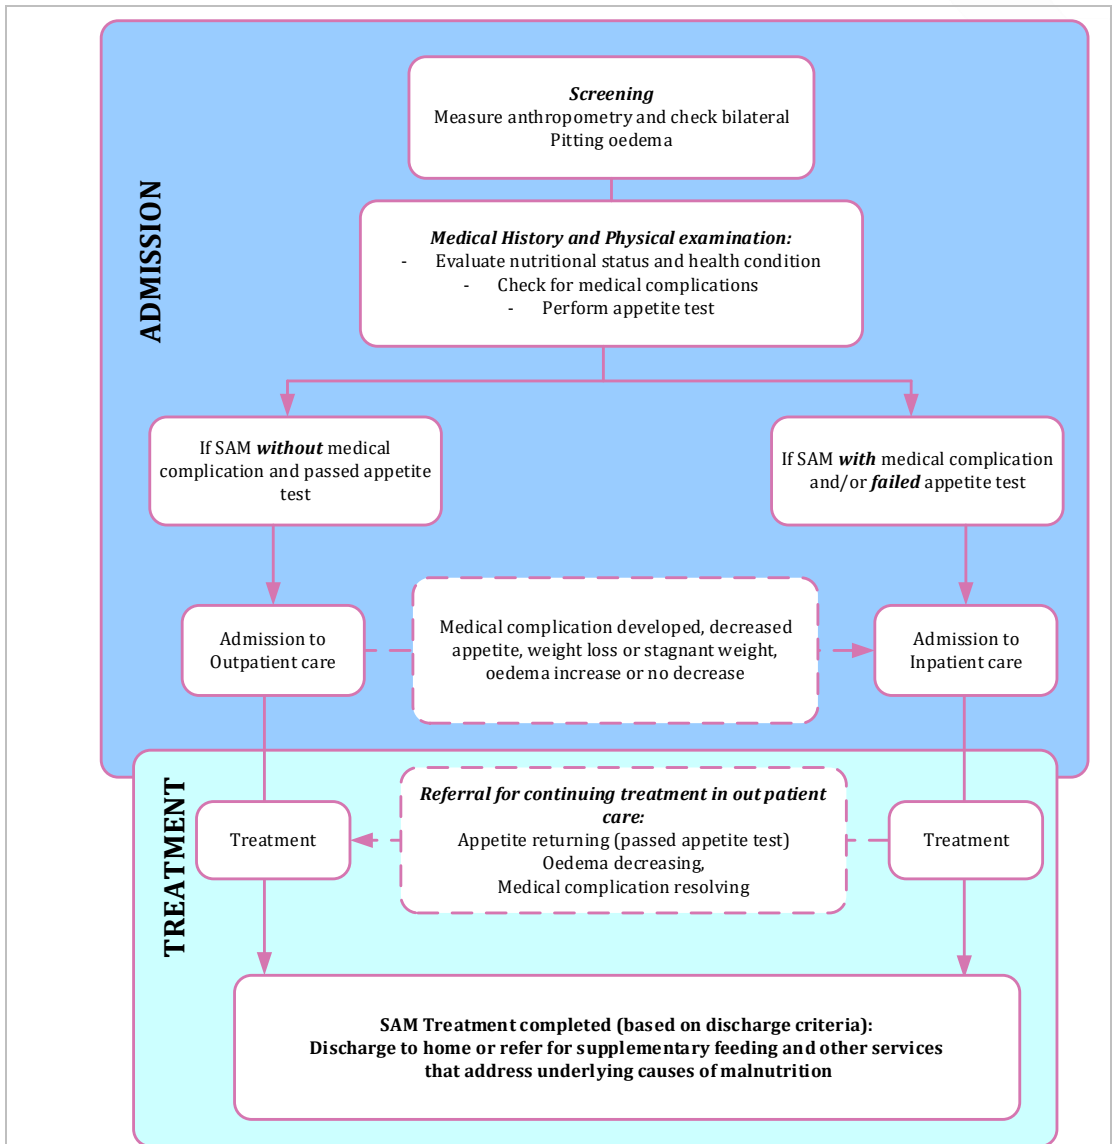 ADMISSION
Screening
Measure anthropometry and check bilateral
Pitting oedema
Medical History and Physical examination:
- Evaluate nutritional status and health condition
- Check for medical complications
- Perform appetite test
If SAM without medical
complication and passed appetite
test
If SAM with medical complication
and/or failed appetite test
Admission to
Outpatient care
Medical complication developed, decreased
appetite, weight loss or stagnant weight,
oedema increase or no decrease
Admission to
Inpatient care
TREATMENT
Treatment
Referral for continuing treatment in out patient
care:
Appetite returning (passed appetite test)
Oedema decreasing,
Medical complication resolving
Treatment
SAM Treatment completed (based on discharge criteria):
Discharge to home or refer for supplementary feeding and other services
that address underlying causes of malnutrition